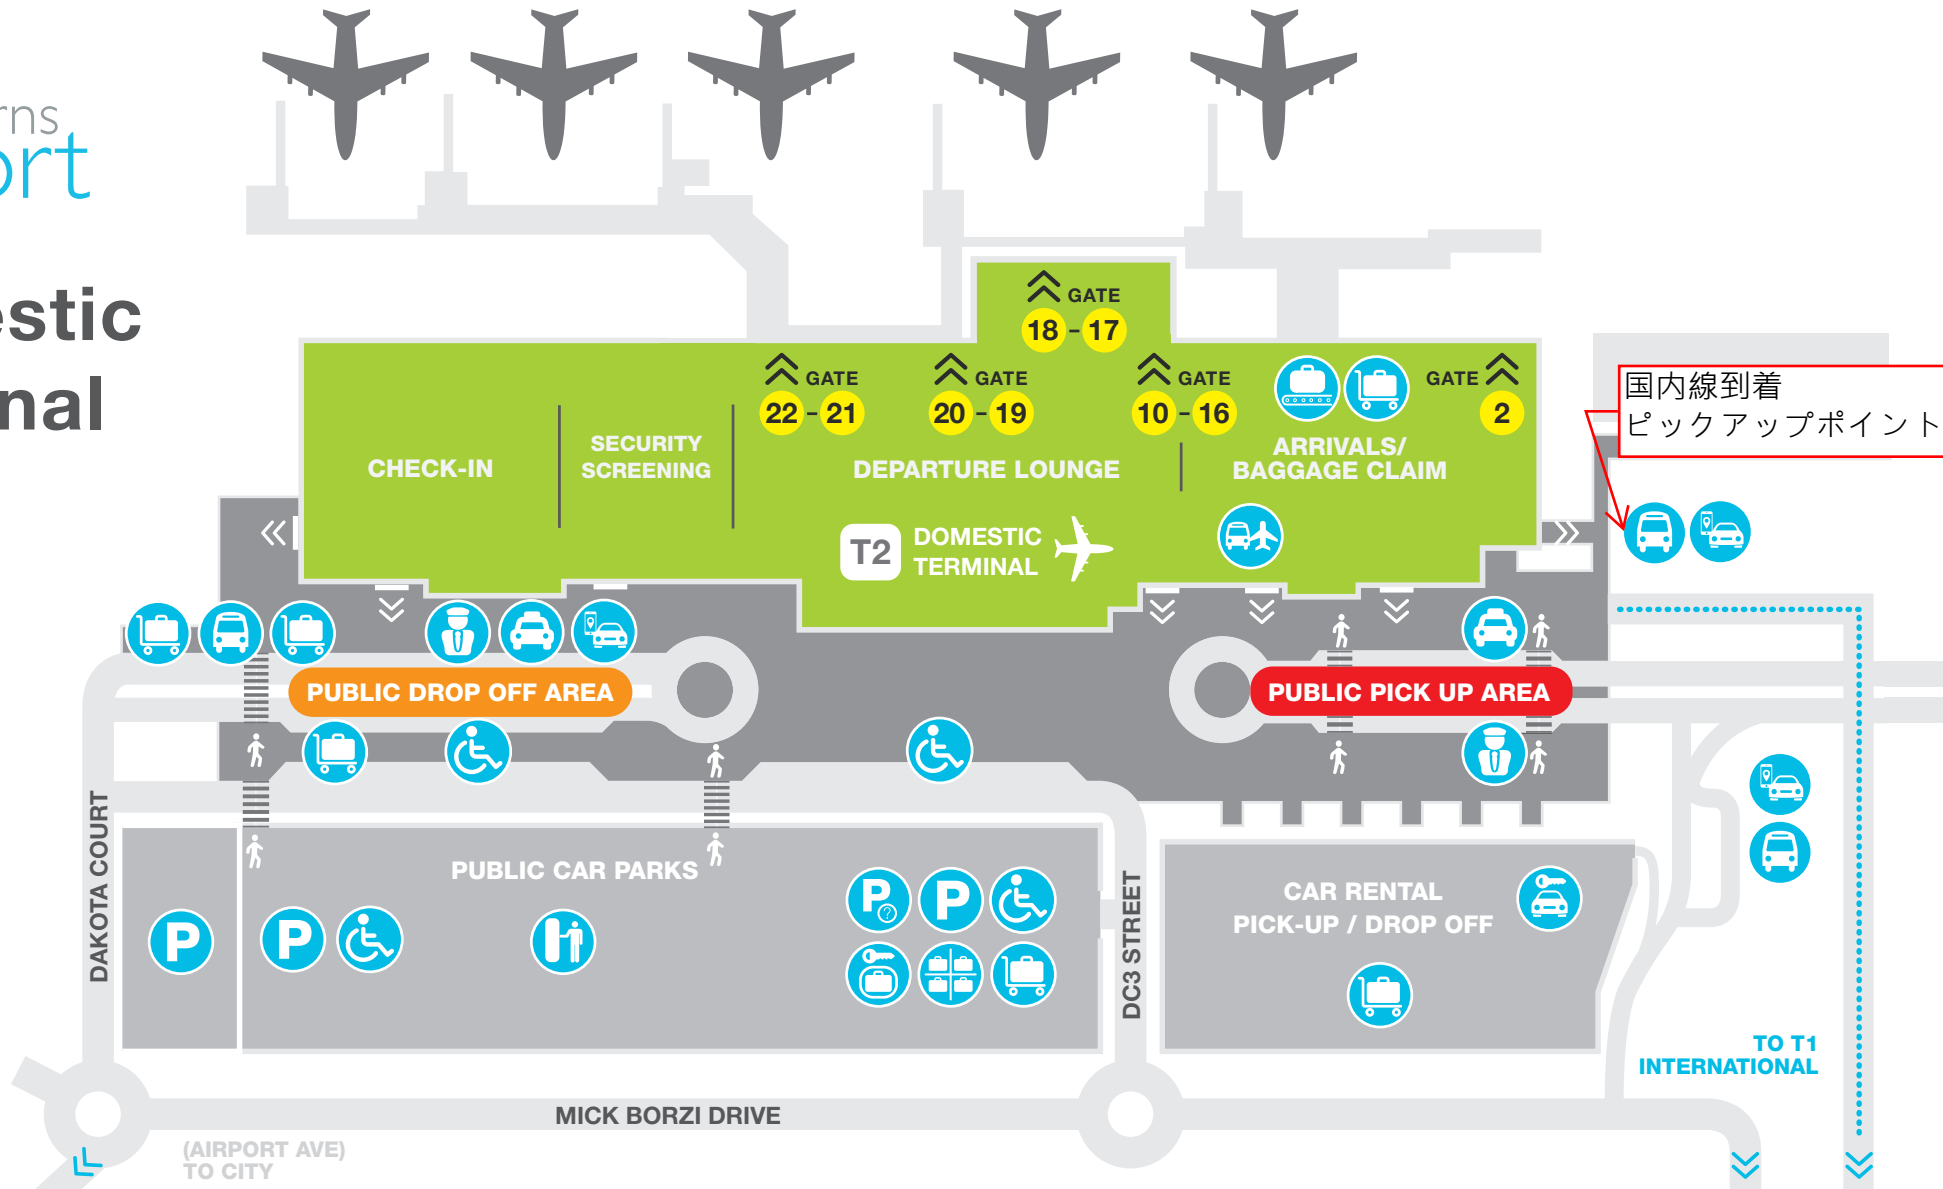 rns
ort
estic
nal
GATE
18 - 17
GATE
22 - 21
GATE
20 - 19
GATE
10 - 16
GATE
2
国内線到着
ピックアップポイント
CHECK-IN
SECURITY
SCREENING
DEPARTURE LOUNGE
ARRIVALS/
BAGGAGE CLAIM
T2
DOMESTIC
TERMINAL
PUBLIC DROP OFF AREA
PUBLIC PICK UP AREA
DAKOTA COURT
PUBLIC CAR PARKS
P
P
P
?
P
DC3 STREET
CAR RENTAL
PICK-UP / DROP OFF
TO T1
INTERNATIONAL
MICK BORZI DRIVE
(AIRPORT AVE)
TO CITY